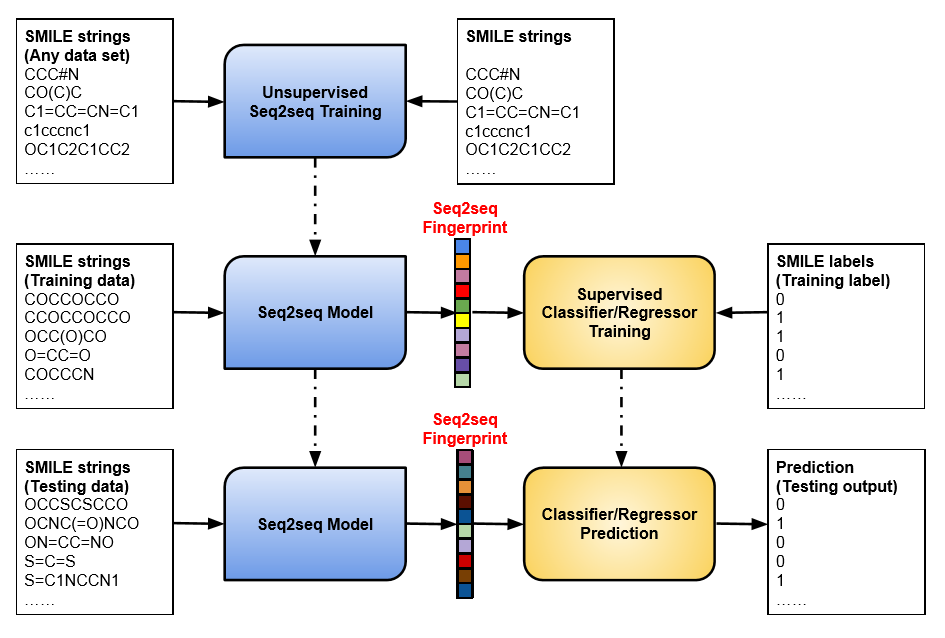 SMILE strings
(Any data set)
CCC#N
CO(C)C
C1=CC=CN=C1
c1cccnc1
OC1C2C1CC2
......
Unsupervised
Seq2seq Training
SMILE strings
CCC#N
CO(C)C
C1=CC=CN=C1
c1cccnc1
OC1C2C1CC2
......
SMILE strings
(Training data)
COCCOCCO
CCOCCOCCO
OCC(O)CO
O=CC=O
COCCCN
......
Seq2seq Model
Seq2seq
Fingerprint
Supervised
Classifier/Regressor
Training
SMILE labels
(Training label)
0
1
1
0
1
......
SMILE strings
(Testing data)
OCCSCSCCO
OCNC(=O)NCO
ON=CC=NO
S=C=S
S=C1NCCN1
......
Seq2seq Model
Seq2seq
Fingerprint
Classifier/Regressor
Prediction
Prediction
(Testing output)
0
1
0
0
1
......